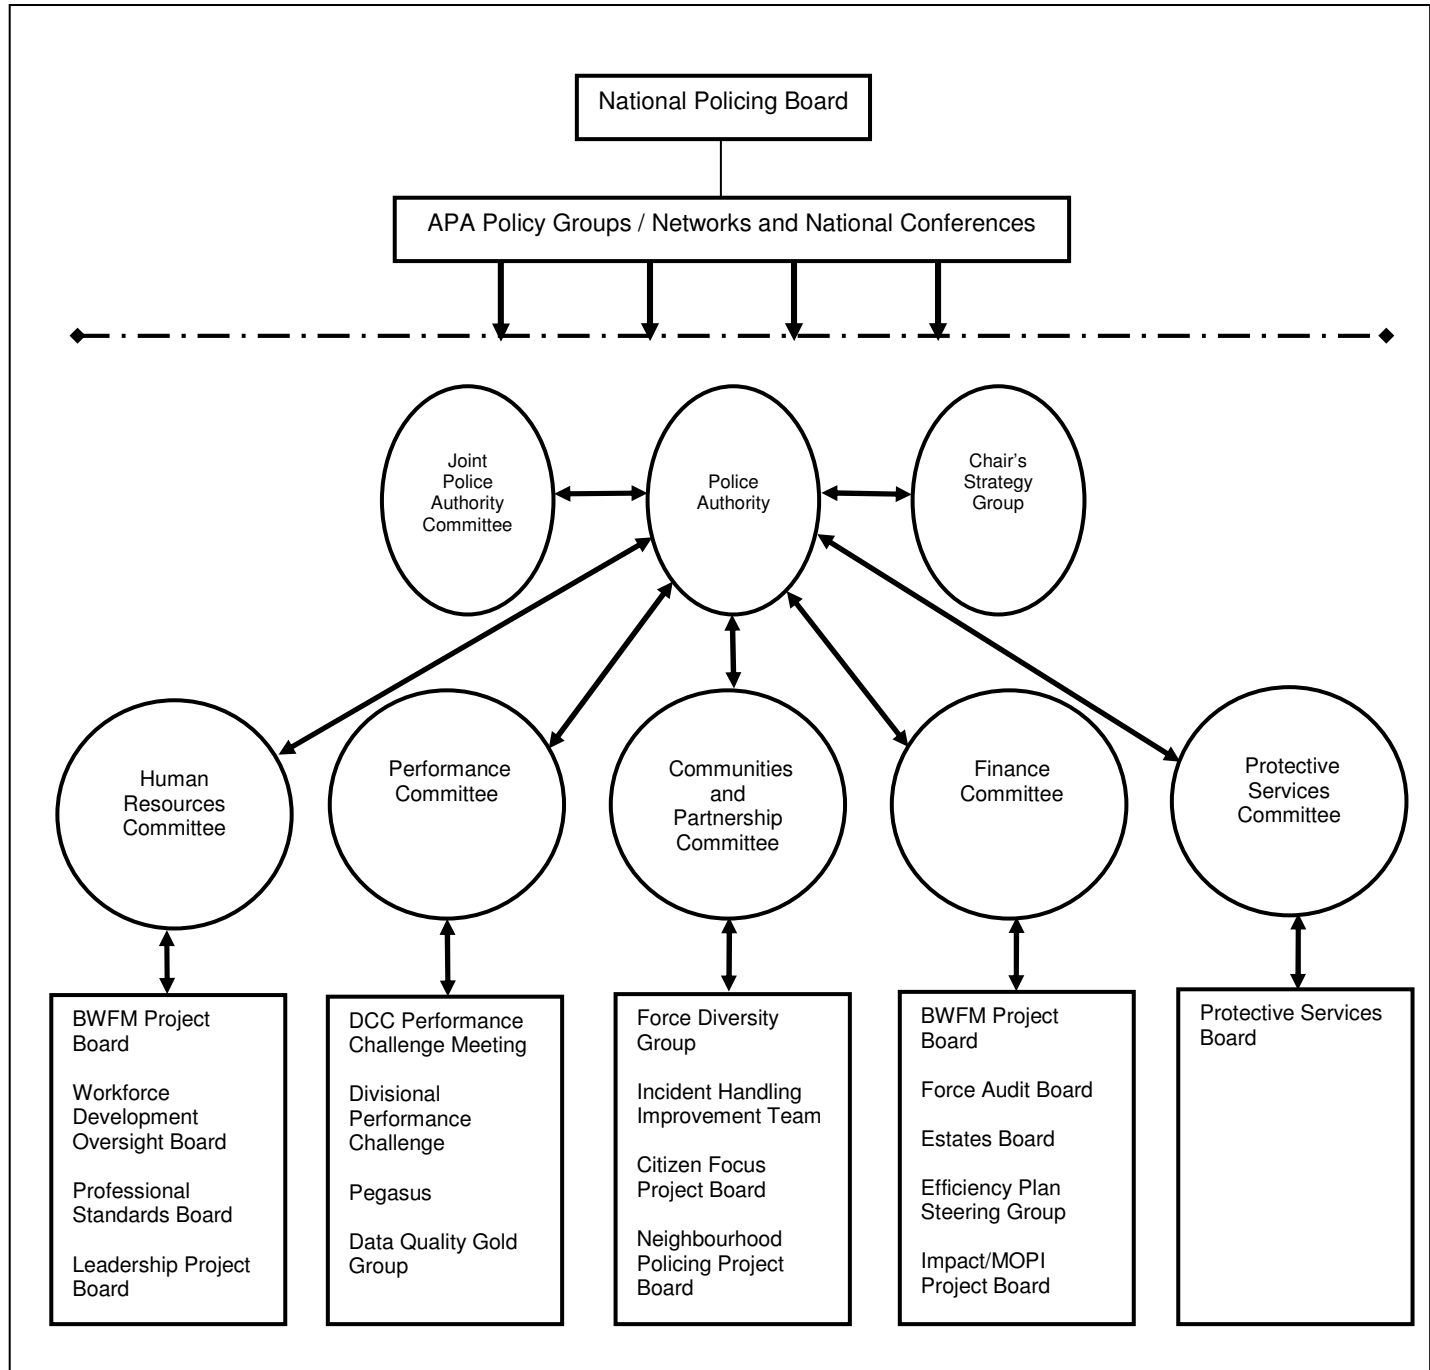 National Policing Board
APA Policy Groups / Networks and National Conferences
Joint
Police
Authority
Committee
Police
Authority
Chair's
Strategy
Group
Human
Resources
Committee
Performance
Committee
Communities
and
Partnership
Committee
Finance
Committee
Protective
Services
Committee
BWFM Project
Board
Workforce
Development
Oversight Board
Professional
Standards Board
Leadership Project
Board
DCC Performance
Challenge Meeting
Divisional
Performance
Challenge
Pegasus
Data Quality Gold
Group
Force Diversity
Group
Incident Handling
Improvement Team
Citizen Focus
Project Board
Neighbourhood
Policing Project
Board
BWFM Project
Board
Force Audit Board
Estates Board
Efficiency Plan
Steering Group
Impact/MOPI
Project Board
Protective Services
Board